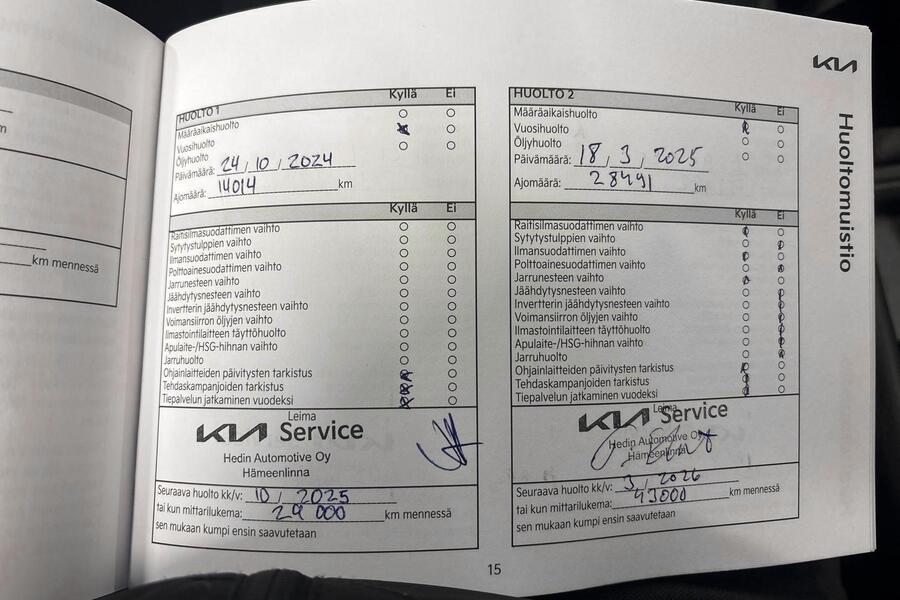 km mennessä
HUOLTO 1 Kyllä Ei
Määräaikaishuolto
Vuosihuolto
Öljyhuolto
Päivämäärä: 24, 10, 2024
Ajomäärä: 14014 km
Kyllä Ei
Raitisilmasuodattimen vaihto
Sytytystulppien vaihto
Ilmansuodattimen vaihto
Polttoainesuodattimen vaihto
Jarrunesteen vaihto
Jäähdytysnesteen vaihto
Invertterin jäähdytysnesteen vaihto
Voimansiirron öljyjen vaihto
Ilmastointilaitteen täyttöhuolto
Apulaite-/HSG-hihnan vaihto
Jarruhuolto
Ohjainlaitteiden päivitysten tarkistus
Tehdaskampanjoiden tarkistus
Tiepalvelun jatkaminen vuodeksi
Leima
KIA Service
Hedin Automotive Oy
Hämeenlinna
Seuraava huolto kk/v: 10, 2025
tai kun mittarilukema: 29 000 km mennessä
sen mukaan kumpi ensin saavutetaan
HUOLTO 2 Kyllä Ei
Määräaikaishuolto
Vuosihuolto
Öljyhuolto
Päivämäärä: 18, 3, 2025
Ajomäärä: 28491 km
Kyllä Ei
Raitisilmasuodattimen vaihto
Sytytystulppien vaihto
Ilmansuodattimen vaihto
Polttoainesuodattimen vaihto
Jarrunesteen vaihto
Jäähdytysnesteen vaihto
Invertterin jäähdytysnesteen vaihto
Voimansiirron öljyjen vaihto
Ilmastointilaitteen täyttöhuolto
Apulaite-/HSG-hihnan vaihto
Jarruhuolto
Ohjainlaitteiden päivitysten tarkistus
Tehdaskampanjoiden tarkistus
Tiepalvelun jatkaminen vuodeksi
Leima
KIA Service
Hedin Automotive Oy
Hämeenlinna
Seuraava huolto kk/v: 3, 2026
tai kun mittarilukema: 43000 km mennessä
sen mukaan kumpi ensin saavutetaan
KIA
Huoltomuistio
15